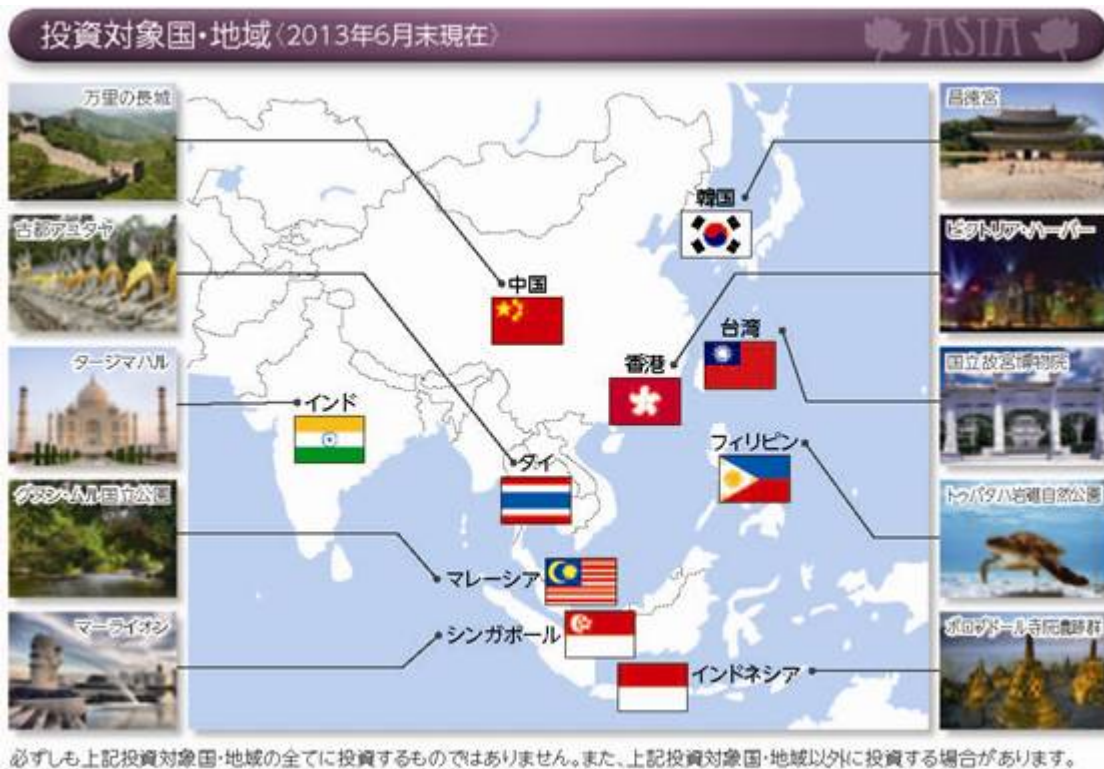 投資対象国・地域〈2013年6月末現在〉
ASIA
万里の長城
古都アユタヤ
タージマハル
グヌン・ムル国立公園
マーライオン
昌徳宮
ビクトリア・ハーバー
国立故宮博物院
トゥバタハ岩礁自然公園
ボロブドール寺院遺跡群
韓国
中国
台湾
香港
インド
フィリピン
タイ
マレーシア
シンガポール
インドネシア
必ずしも上記投資対象国・地域の全てに投資するものではありません。また、上記投資対象国・地域以外に投資する場合があります。